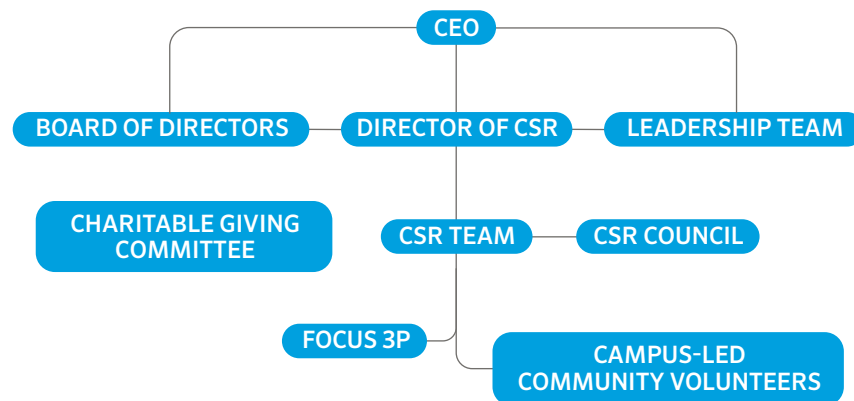 CEO
BOARD OF DIRECTORS
DIRECTOR OF CSR
LEADERSHIP TEAM
CHARITABLE GIVING
COMMITTEE
CSR TEAM
CSR COUNCIL
FOCUS 3P
CAMPUS-LED
COMMUNITY VOLUNTEERS